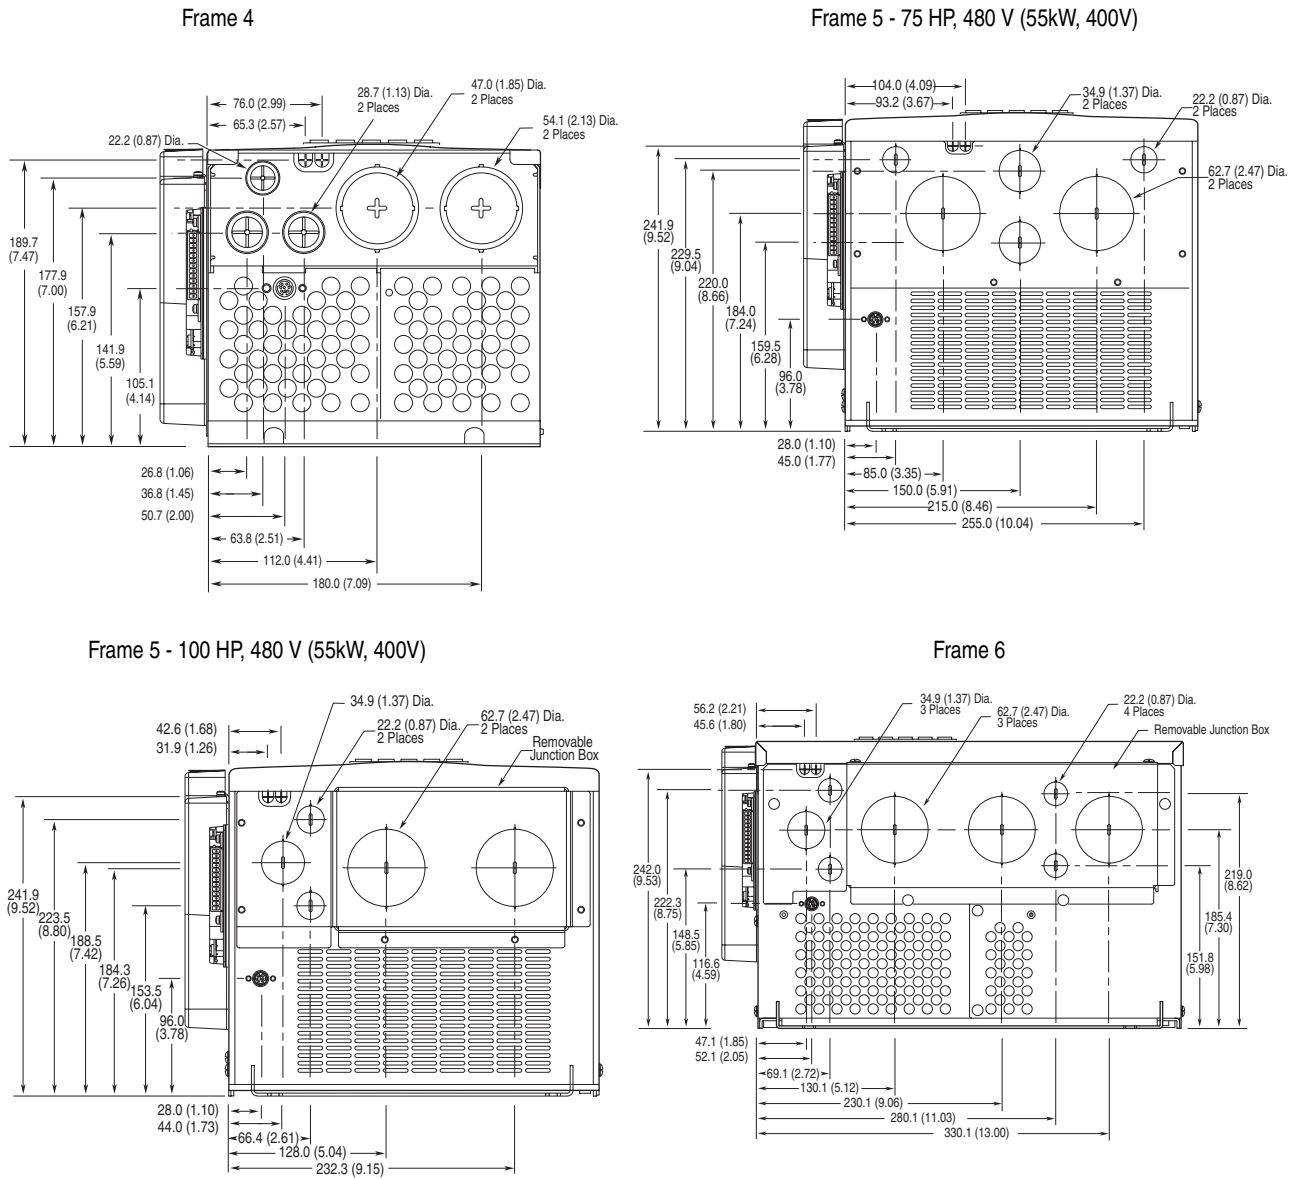 Frame 4
76.0 (2.99)
65.3 (2.57)
28.7 (1.13) Dia.
2 Places
47.0 (1.85) Dia.
2 Places
54.1 (2.13) Dia.
2 Places
22.2 (0.87) Dia.
189.7
(7.47)
177.9
(7.00)
157.9
(6.21)
141.9
(5.59)
105.1
(4.14)
26.8 (1.06)
36.8 (1.45)
50.7 (2.00)
63.8 (2.51)
112.0 (4.41)
180.0 (7.09)
Frame 5 - 75 HP, 480 V (55kW, 400V)
104.0 (4.09)
93.2 (3.67)
34.9 (1.37) Dia.
2 Places
22.2 (0.87) Dia.
2 Places
62.7 (2.47) Dia.
2 Places
241.9
(9.52)
229.5
(9.04)
220.0
(8.66)
184.0
(7.24)
159.5
(6.28)
96.0
(3.78)
28.0 (1.10)
45.0 (1.77)
85.0 (3.35)
150.0 (5.91)
215.0 (8.46)
255.0 (10.04)
Frame 5 - 100 HP, 480 V (55kW, 400V)
34.9 (1.37) Dia.
42.6 (1.68)
31.9 (1.26)
22.2 (0.87) Dia.
2 Places
62.7 (2.47) Dia.
2 Places
Removable
Junction Box
241.9
(9.52)
223.5
(8.80)
188.5
(7.42)
184.3
(7.26)
153.5
(6.04)
96.0
(3.78)
28.0 (1.10)
44.0 (1.73)
66.4 (2.61)
128.0 (5.04)
232.3 (9.15)
Frame 6
56.2 (2.21)
45.6 (1.80)
34.9 (1.37) Dia.
3 Places
62.7 (2.47) Dia.
3 Places
22.2 (0.87) Dia.
4 Places
Removable Junction Box
242.0
(9.53)
222.3
(8.75)
148.5
(5.85)
116.6
(4.59)
219.0
(8.62)
185.4
(7.30)
151.8
(5.98)
47.1 (1.85)
52.1 (2.05)
69.1 (2.72)
130.1 (5.12)
230.1 (9.06)
280.1 (11.03)
330.1 (13.00)